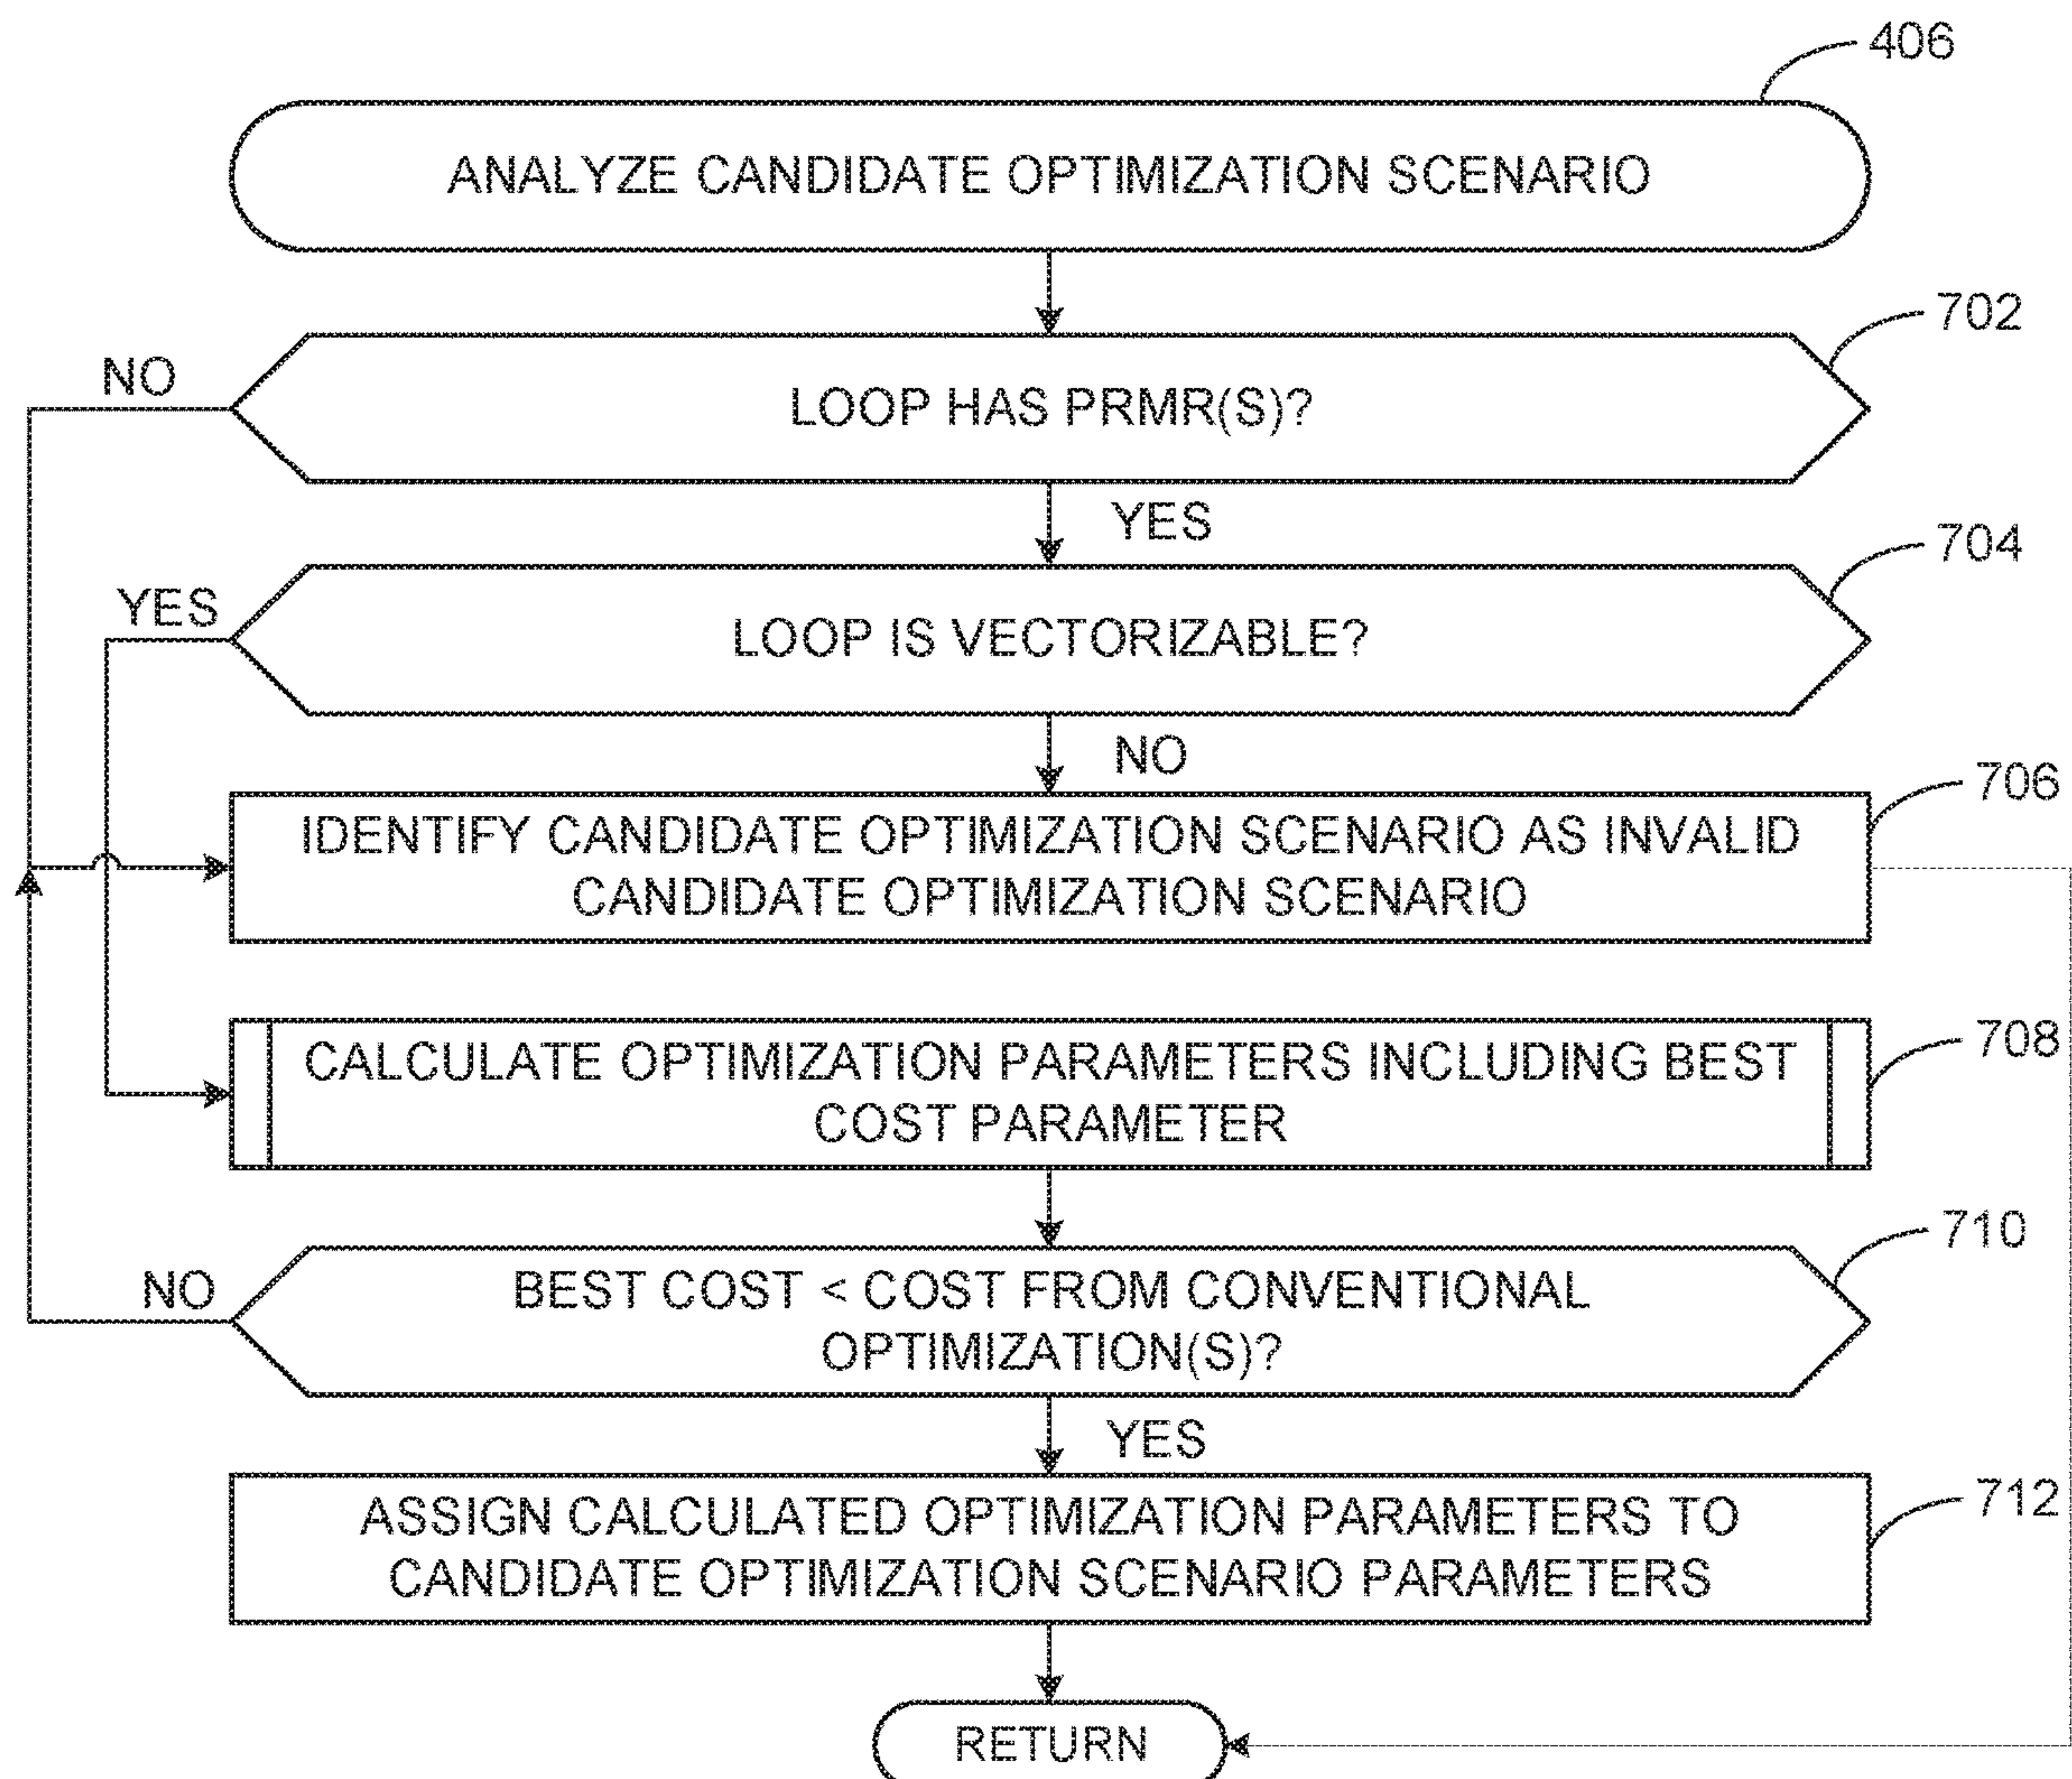 406
ANALYZE CANDIDATE OPTIMIZATION SCENARIO
702
NO
LOOP HAS PRMR(S)?
YES
704
YES
LOOP IS VECTORIZABLE?
NO
706
IDENTIFY CANDIDATE OPTIMIZATION SCENARIO AS INVALID
CANDIDATE OPTIMIZATION SCENARIO
708
CALCULATE OPTIMIZATION PARAMETERS INCLUDING BEST
COST PARAMETER
710
NO
BEST COST < COST FROM CONVENTIONAL
OPTIMIZATION(S)?
YES
712
ASSIGN CALCULATED OPTIMIZATION PARAMETERS TO
CANDIDATE OPTIMIZATION SCENARIO PARAMETERS
RETURN